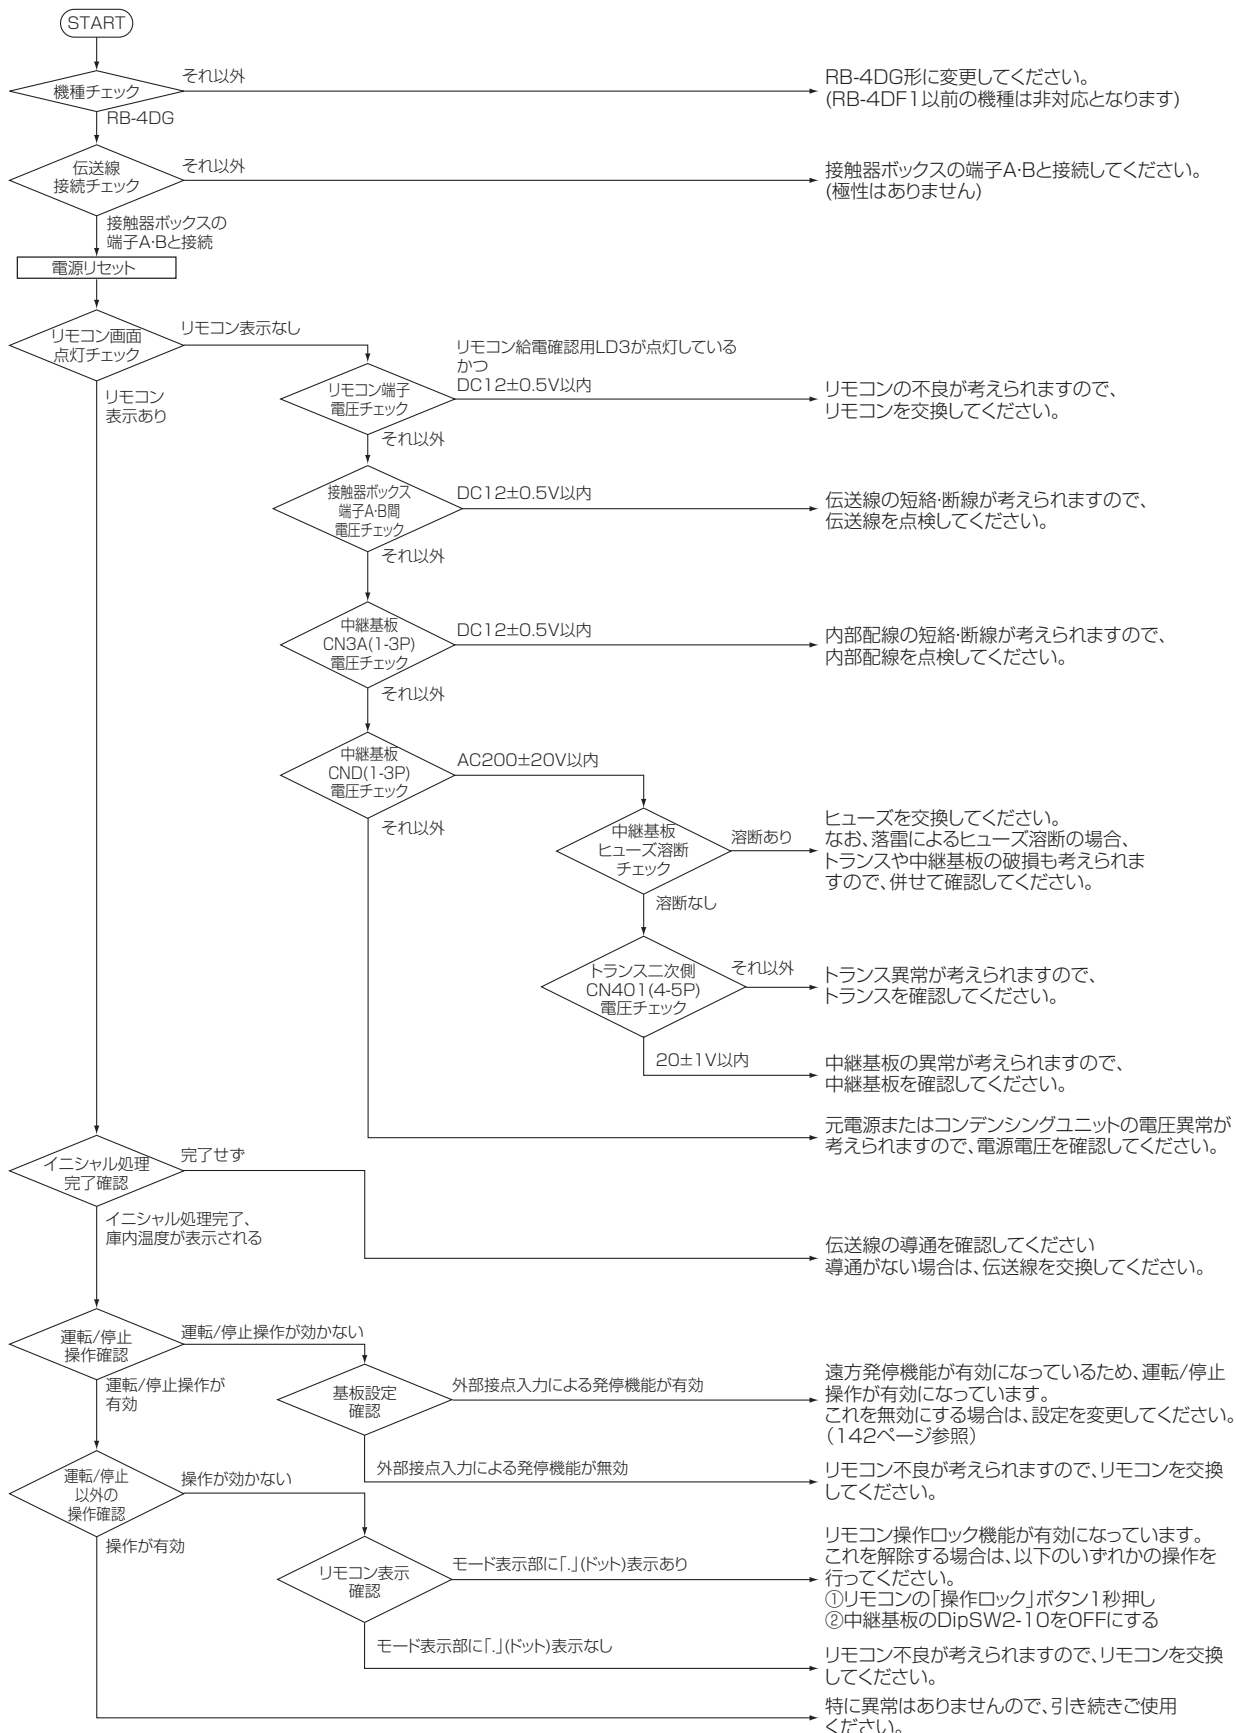 START
機種チェック
それ以外
RB-4DG形に変更してください。
(RB-4DF1以前の機種は非対応となります)
RB-4DG
伝送線
接続チェック
それ以外
接触器ボックスの端子A・Bと接続してください。
(極性はありません)
接触器ボックスの
端子A・Bと接続
電源リセット
リモコン画面
点灯チェック
リモコン表示なし
リモコン
表示あり
リモコン端子
電圧チェック
リモコン給電確認用LD3が点灯している
かつ
DC12±0.5V以内
リモコンの不良が考えられますので、
リモコンを交換してください。
それ以外
接触器ボックス
端子A・B間
電圧チェック
DC12±0.5V以内
伝送線の短絡・断線が考えられますので、
伝送線を点検してください。
それ以外
中継基板
CN3A(1-3P)
電圧チェック
DC12±0.5V以内
内部配線の短絡・断線が考えられますので、
内部配線を点検してください。
それ以外
中継基板
CND(1-3P)
電圧チェック
AC200±20V以内
それ以外
中継基板
ヒューズ溶断
チェック
溶断あり
ヒューズを交換してください。
なお、落雷によるヒューズ溶断の場合、
トランスや中継基板の破損も考えられま
すので、併せて確認してください。
溶断なし
トランス二次側
CN401(4-5P)
電圧チェック
それ以外
トランス異常が考えられますので、
トランスを確認してください。
20±1V以内
中継基板の異常が考えられますので、
中継基板を確認してください。
元電源またはコンデンシングユニットの電圧異常が
考えられますので、電源電圧を確認してください。
イニシャル処理
完了確認
完了せず
イニシャル処理完了、
庫内温度が表示される
伝送線の導通を確認してください
導通がない場合は、伝送線を交換してください。
運転/停止
操作確認
運転/停止操作が効かない
運転/停止操作が
有効
基板設定
確認
外部接点入力による発停機能が有効
遠方発停機能が有効になっているため、運転/停止
操作が有効になっています。
これを無効にする場合は、設定を変更してください。
(142ページ参照)
外部接点入力による発停機能が無効
リモコン不良が考えられますので、リモコンを交換
してください。
運転/停止
以外の
操作確認
操作が効かない
操作が有効
リモコン表示
確認
モード表示部に「.」(ドット)表示あり
リモコン操作ロック機能が有効になっています。
これを解除する場合は、以下のいずれかの操作を
行ってください。
①リモコンの「操作ロック」ボタン1秒押し
②中継基板のDipSW2-10をOFFにする
モード表示部に「.」(ドット)表示なし
リモコン不良が考えられますので、リモコンを交換
してください。
特に異常はありませんので、引き続きご使用
ください。